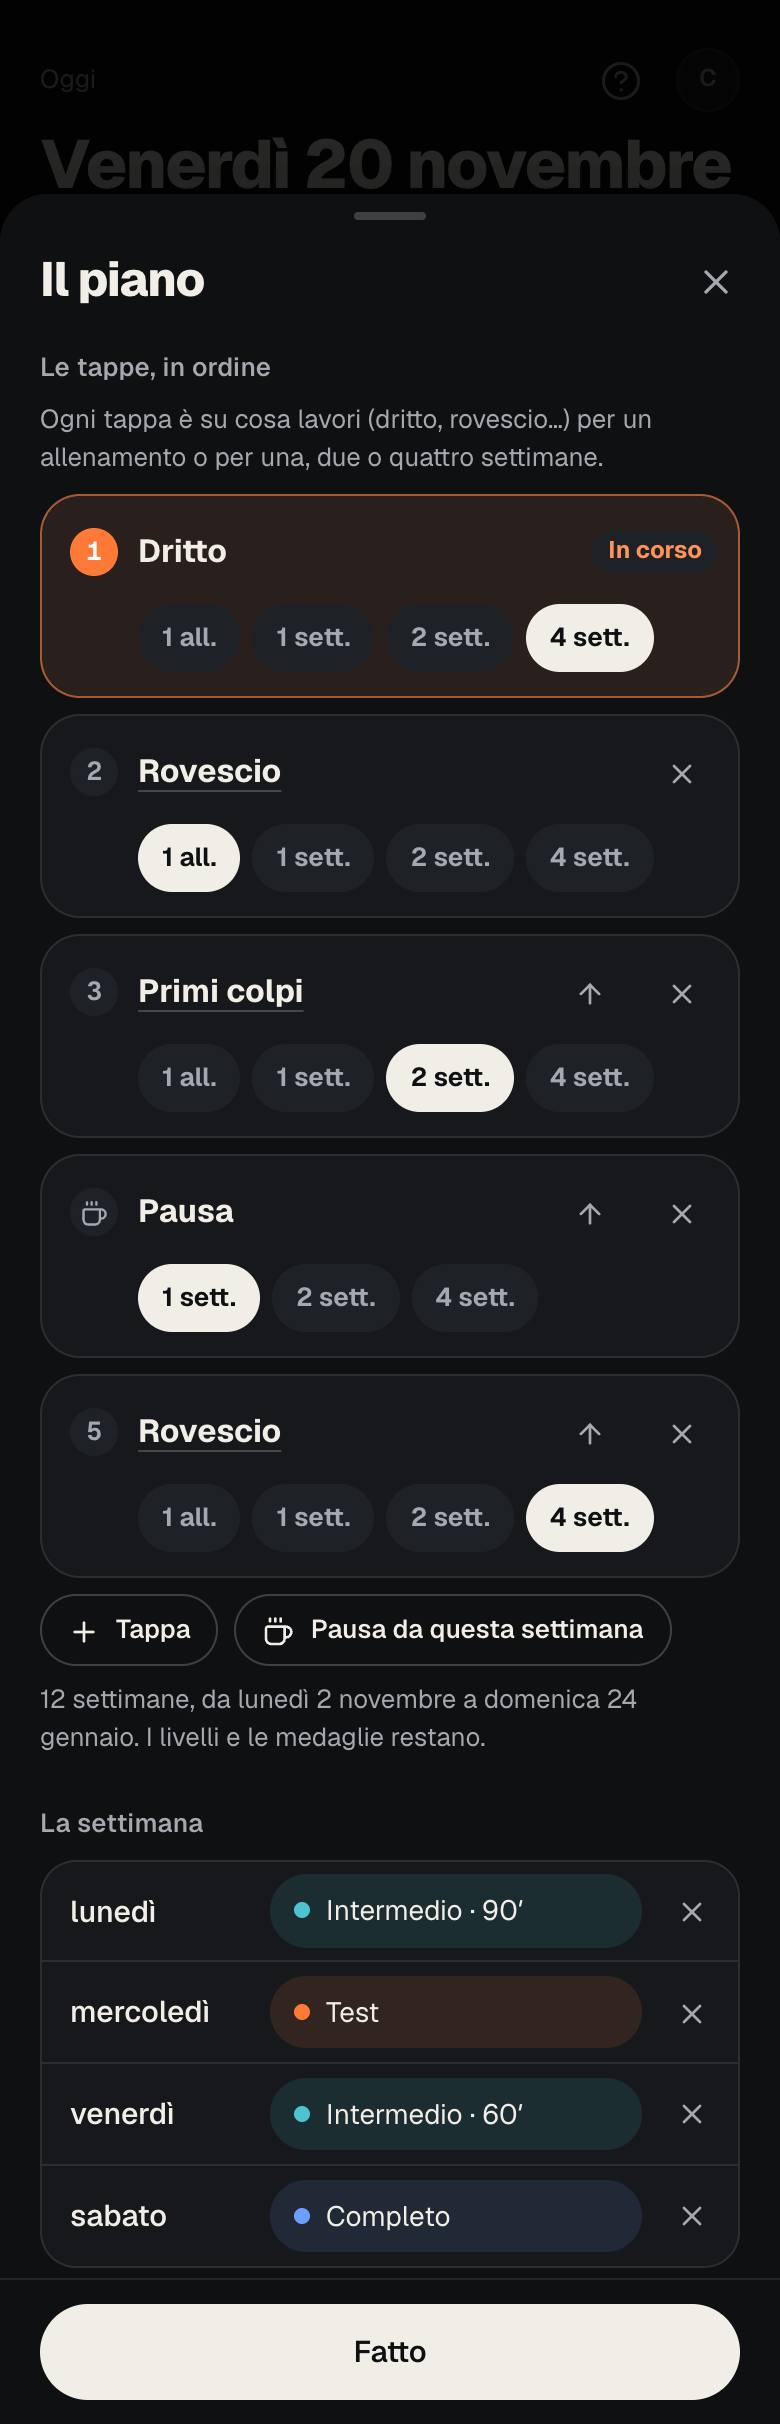 Oggi
C
Venerdì 20 novembre
Il piano
Le tappe, in ordine
Ogni tappa è su cosa lavori (dritto, rovescio…) per un
allenamento o per una, due o quattro settimane.
1 Dritto In corso
1 all. 1 sett. 2 sett. 4 sett.
2 Rovescio
1 all. 1 sett. 2 sett. 4 sett.
3 Primi colpi
1 all. 1 sett. 2 sett. 4 sett.
Pausa
1 sett. 2 sett. 4 sett.
5 Rovescio
1 all. 1 sett. 2 sett. 4 sett.
Tappa Pausa da questa settimana
12 settimane, da lunedì 2 novembre a domenica 24
gennaio. I livelli e le medaglie restano.
La settimana
lunedì Intermedio · 90′
mercoledì Test
venerdì Intermedio · 60′
sabato Completo
Fatto